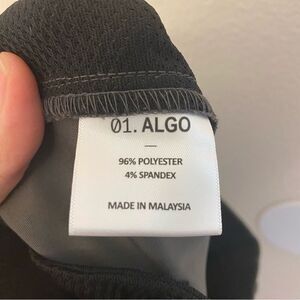 01. ALGO
—
96% POLYESTER
4% SPANDEX
MADE IN MALAYSIA